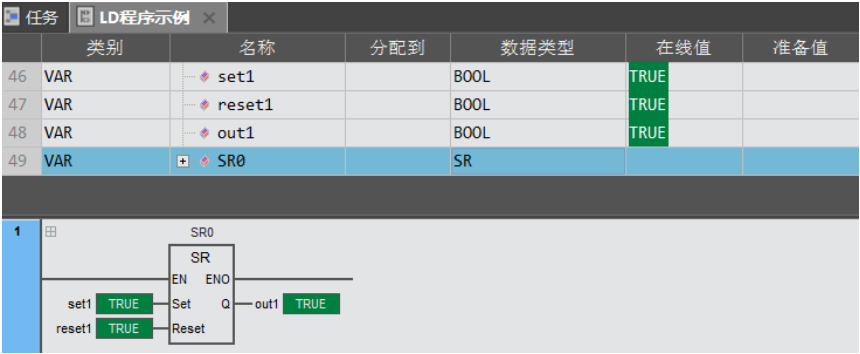 任务 LD程序示例
类别 名称 分配到 数据类型 在线值 准备值
46 VAR set1 BOOL TRUE
47 VAR reset1 BOOL TRUE
48 VAR out1 BOOL TRUE
49 VAR SR0 SR
1 SR0
SR
EN ENO
set1 TRUE Set Q out1 TRUE
reset1 TRUE Reset